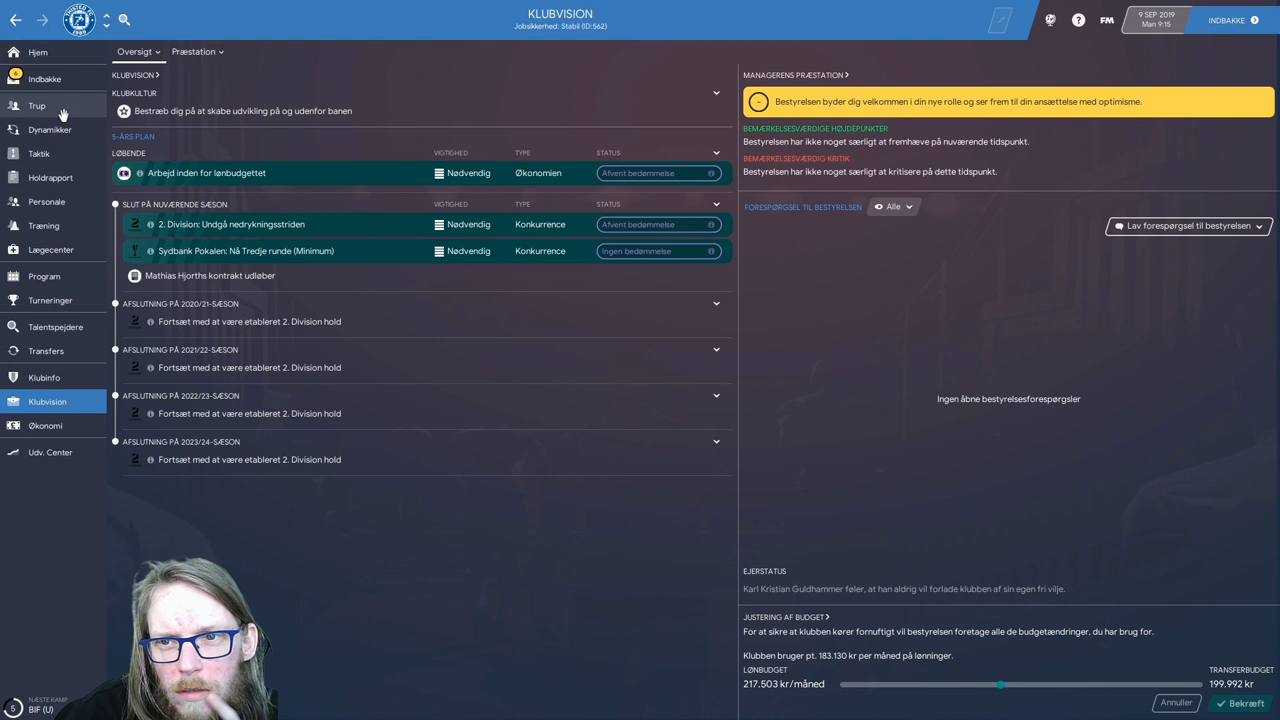 KLUBVISION
Jobsikkerhed: Stabil (ID:562)
FM
9 SEP 2019
Man 9:15
INDBAKKE
THISTED FC
Hjem
6
Indbakke
Trup
Dynamikker
Taktik
Holdrapport
Personale
Træning
Lægecenter
Program
Turneringer
Talentspejdere
Transfers
Klubinfo
Klubvision
Økonomi
Udv. Center
5
NÆSTE KAMP
BIF (U)
Oversigt
Præstation
KLUBVISION
KLUBKULTUR
Bestræb dig på at skabe udvikling på og udenfor banen
5-ÅRS PLAN
LØBENDE VIGTIGHED TYPE STATUS
Arbejd inden for lønbudgettet Nødvendig Økonomien Afvent bedømmelse
SLUT PÅ NUVÆRENDE SÆSON VIGTIGHED TYPE STATUS
2. Division: Undgå nedrykningsstriden Nødvendig Konkurrence Afvent bedømmelse
Sydbank Pokalen: Nå Tredje runde (Minimum) Nødvendig Konkurrence Ingen bedømmelse
Mathias Hjorths kontrakt udløber
AFSLUTNING PÅ 2020/21-SÆSON
Fortsæt med at være etableret 2. Division hold
AFSLUTNING PÅ 2021/22-SÆSON
Fortsæt med at være etableret 2. Division hold
AFSLUTNING PÅ 2022/23-SÆSON
Fortsæt med at være etableret 2. Division hold
AFSLUTNING PÅ 2023/24-SÆSON
Fortsæt med at være etableret 2. Division hold
MANAGERENS PRÆSTATION
Bestyrelsen byder dig velkommen i din nye rolle og ser frem til din ansættelse med optimisme.
BEMÆRKELSESVÆRDIGE HØJDEPUNKTER
Bestyrelsen har ikke noget særligt at fremhæve på nuværende tidspunkt.
BEMÆRKELSESVÆRDIG KRITIK
Bestyrelsen har ikke noget særligt at kritisere på dette tidspunkt.
FORESPØRGSEL TIL BESTYRELSEN Alle
Lav forespørgsel til bestyrelsen
Ingen åbne bestyrelsesforespørgsler
EJERSTATUS
Karl Kristian Guldhammer føler, at han aldrig vil forlade klubben af sin egen fri vilje.
JUSTERING AF BUDGET
For at sikre at klubben kører fornuftigt vil bestyrelsen foretage alle de budgetændringer, du har brug for.
Klubben bruger pt. 183.130 kr per måned på lønninger.
LØNBUDGET TRANSFERBUDGET
217.503 kr/måned 199.992 kr
Annuller Bekræft